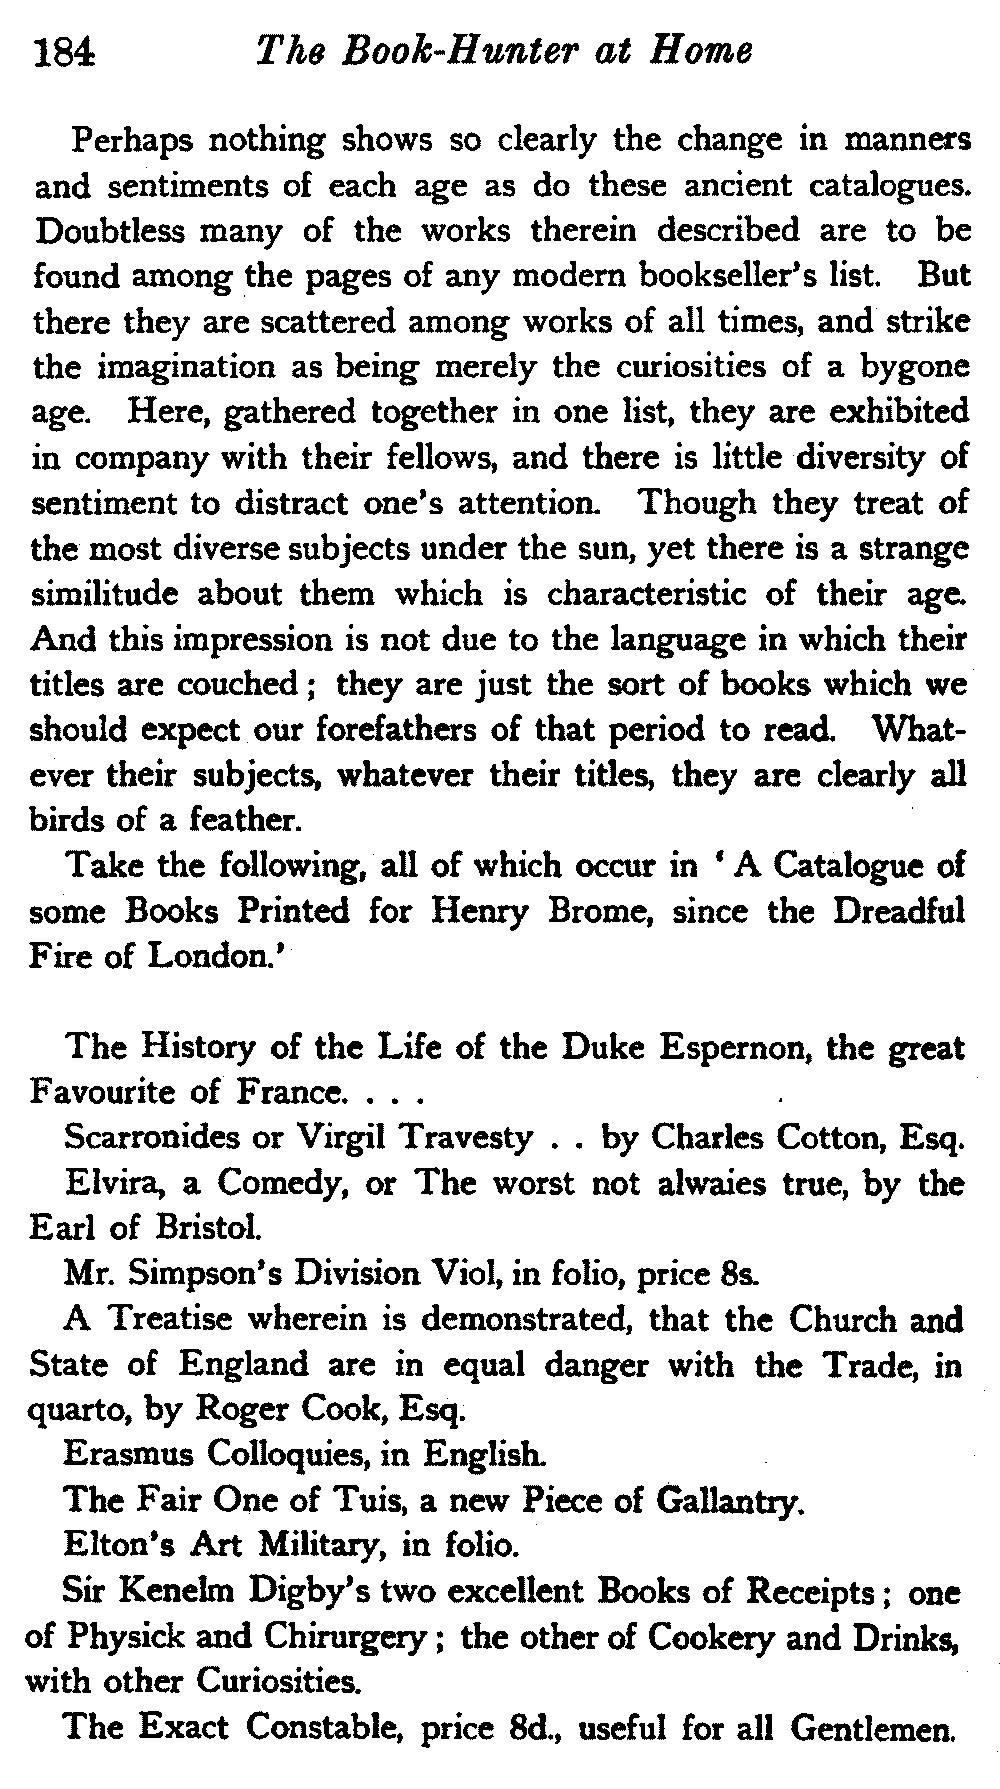 184 The Book-Hunter at Home
Perhaps nothing shows so clearly the change in manners
and sentiments of each age as do these ancient catalogues.
Doubtless many of the works therein described are to be
found among the pages of any modern bookseller's list. But
there they are scattered among works of all times, and strike
the imagination as being merely the curiosities of a bygone
age. Here, gathered together in one list, they are exhibited
in company with their fellows, and there is little diversity of
sentiment to distract one's attention. Though they treat of
the most diverse subjects under the sun, yet there is a strange
similitude about them which is characteristic of their age.
And this impression is not due to the language in which their
titles are couched; they are just the sort of books which we
should expect our forefathers of that period to read. What-
ever their subjects, whatever their titles, they are clearly all
birds of a feather.
Take the following, all of which occur in ‘A Catalogue of
some Books Printed for Henry Brome, since the Dreadful
Fire of London.’
The History of the Life of the Duke Espernon, the great
Favourite of France. . . .
Scarronides or Virgil Travesty . . by Charles Cotton, Esq.
Elvira, a Comedy, or The worst not alwaies true, by the
Earl of Bristol.
Mr. Simpson's Division Viol, in folio, price 8s.
A Treatise wherein is demonstrated, that the Church and
State of England are in equal danger with the Trade, in
quarto, by Roger Cook, Esq.
Erasmus Colloquies, in English.
The Fair One of Tuis, a new Piece of Gallantry.
Elton's Art Military, in folio.
Sir Kenelm Digby's two excellent Books of Receipts; one
of Physick and Chirurgery; the other of Cookery and Drinks,
with other Curiosities.
The Exact Constable, price 8d., useful for all Gentlemen.